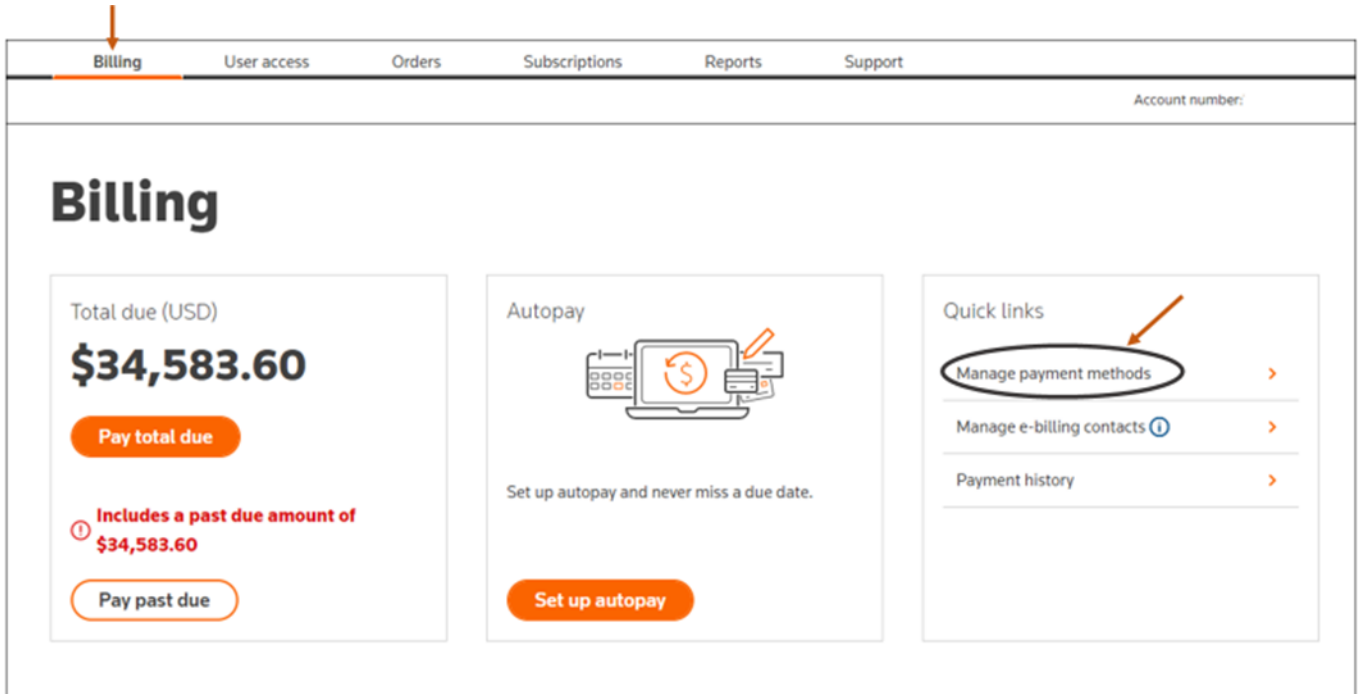 Billing User access Orders Subscriptions Reports Support
Account number:
Billing
Total due (USD)
$34,583.60
Pay total due
Includes a past due amount of
$34,583.60
Pay past due
Autopay
Set up autopay and never miss a due date.
Set up autopay
Quick links
Manage payment methods
Manage e-billing contacts
Payment history